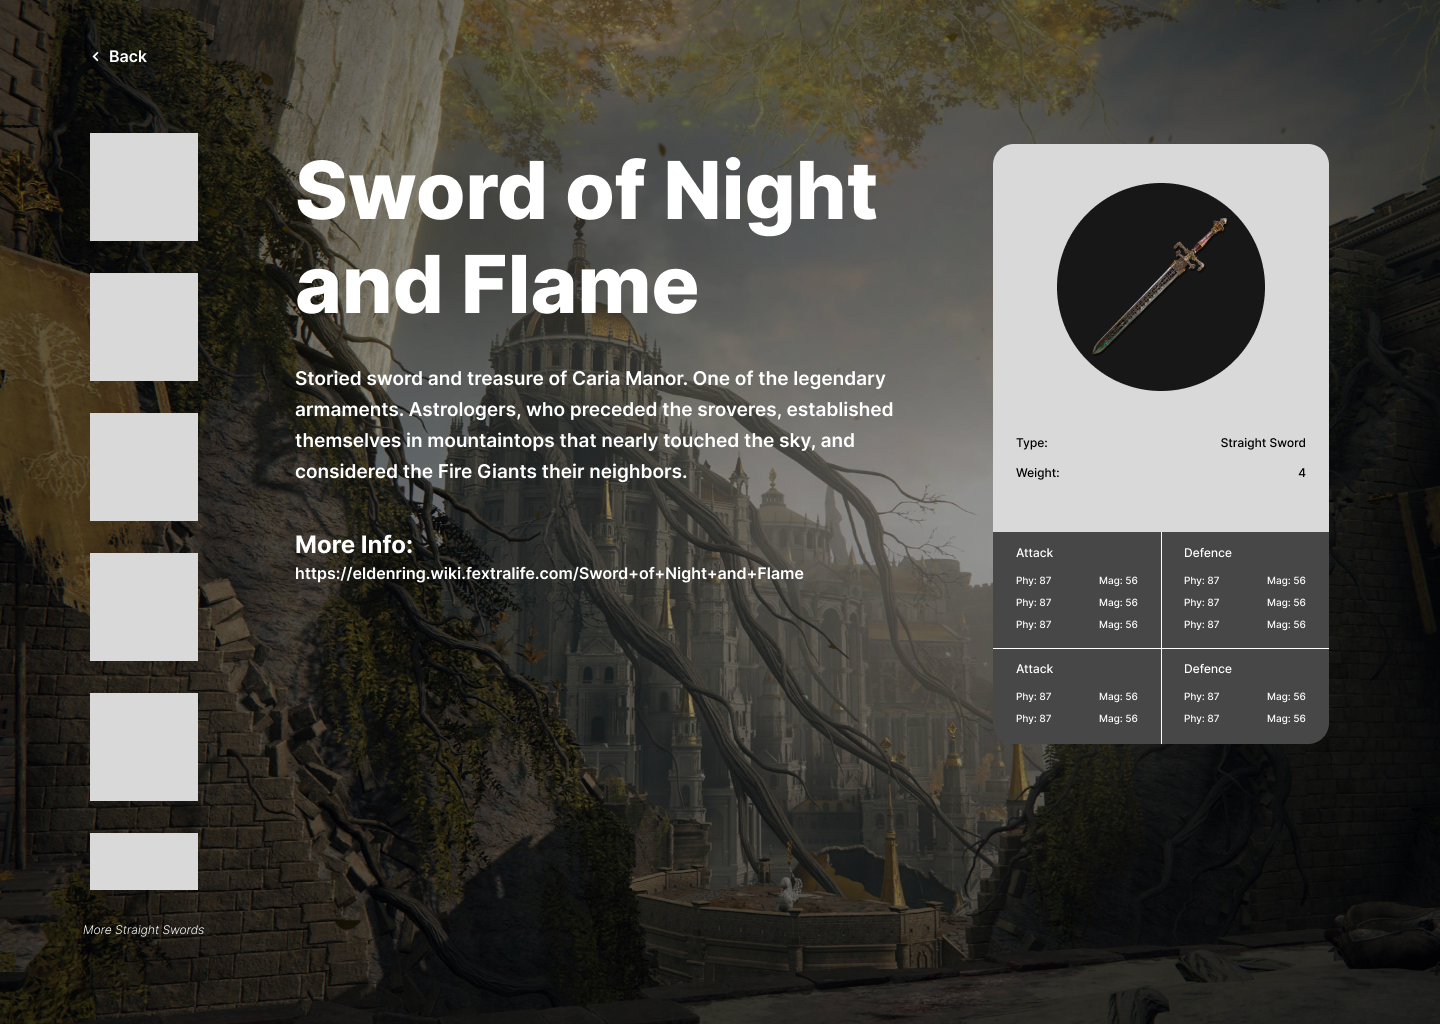 Back
Sword of Night
and Flame
Storied sword and treasure of Caria Manor. One of the legendary
armaments. Astrologers, who preceded the sroveres, established
themselves in mountaintops that nearly touched the sky, and
considered the Fire Giants their neighbors.
More Info:
https://eldenring.wiki.fextralife.com/Sword+of+Night+and+Flame
More Straight Swords
Type: Straight Sword
Weight: 4
Attack Defence
Phy: 87 Mag: 56 Phy: 87 Mag: 56
Phy: 87 Mag: 56 Phy: 87 Mag: 56
Phy: 87 Mag: 56 Phy: 87 Mag: 56
Attack Defence
Phy: 87 Mag: 56 Phy: 87 Mag: 56
Phy: 87 Mag: 56 Phy: 87 Mag: 56